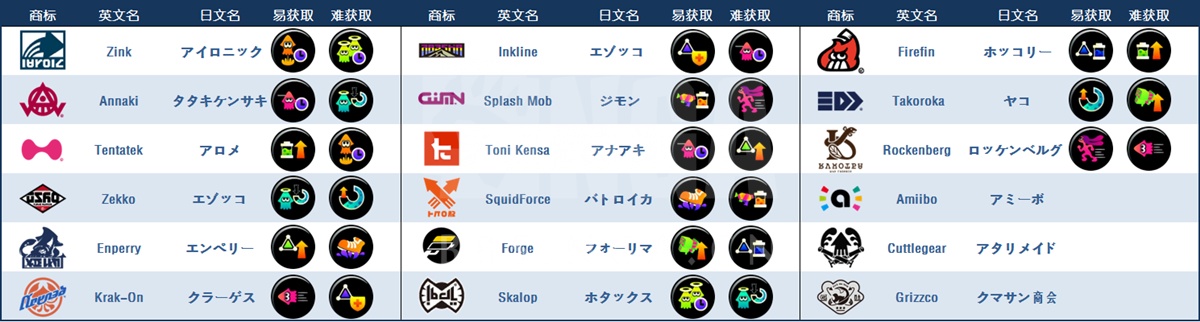 商标 英文名 日文名 易获取 难获取 商标 英文名 日文名 易获取 难获取 商标 英文名 日文名 易获取 难获取
Zink アイロニック Inkline エゾッコ Firefin ホッコリー
Annaki タタキケンサキ Splash Mob ジモン Takoroka ヤコ
Tentatek アロメ Toni Kensa アナアキ Rockenberg ロッケンベルグ
Zekko エゾッコ SquidForce バトロイカ Amiibo アミーボ
Enperry エンペリー Forge フォーリマ Cuttlegear アタリメイド
Krak-On クラーゲス Skalop ホタックス Grizzco クマサン商会